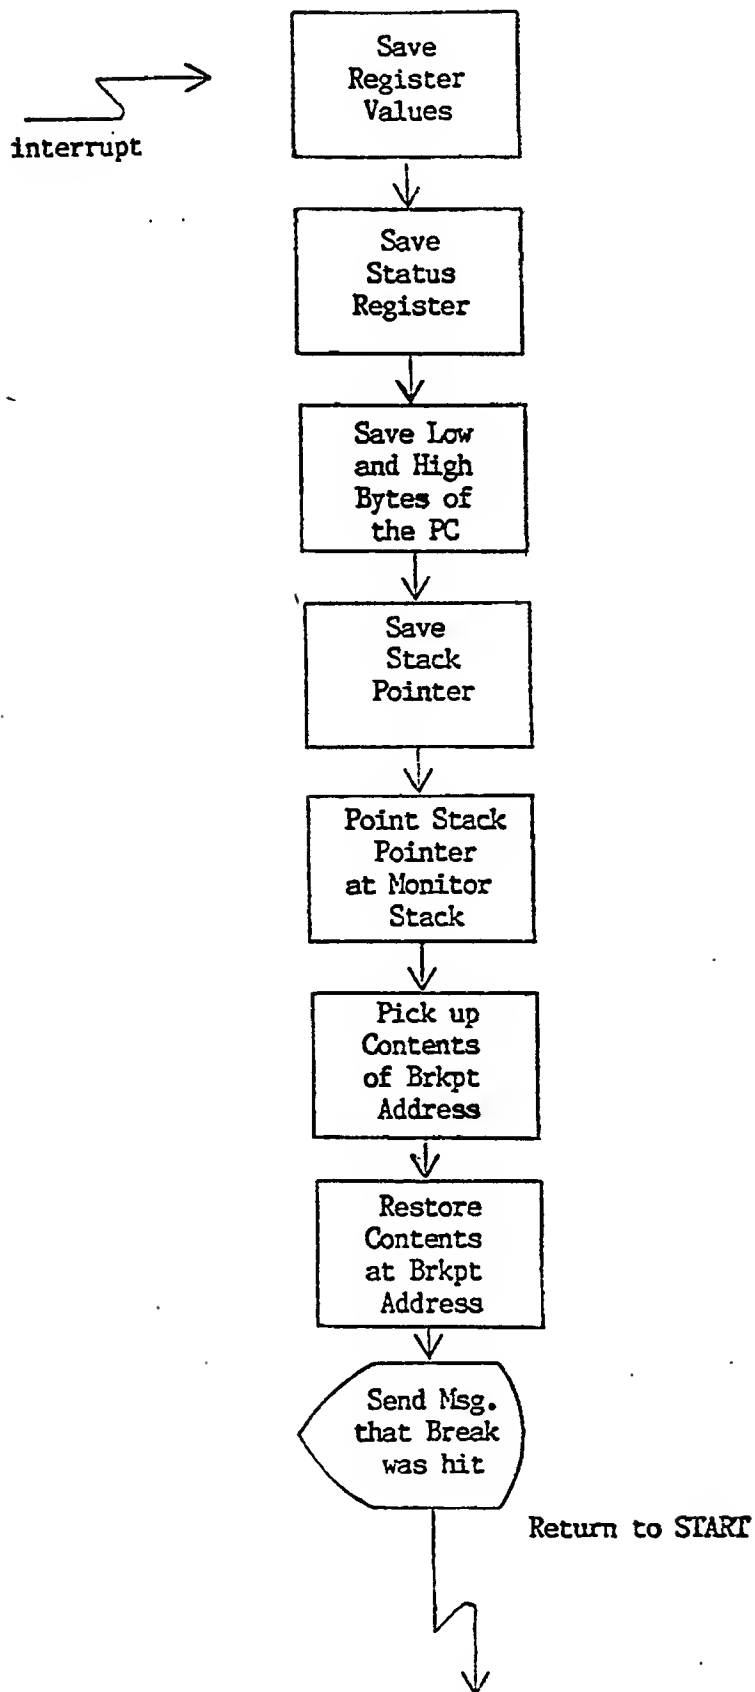 Save
Register
Values
interrupt
Save
Status
Register
Save Low
and High
Bytes of
the PC
Save
Stack
Pointer
Point Stack
Pointer
at Monitor
Stack
Pick up
Contents
of Brkpt
Address
Restore
Contents
at Brkpt
Address
Send Msg.
that Break
was hit
Return to START